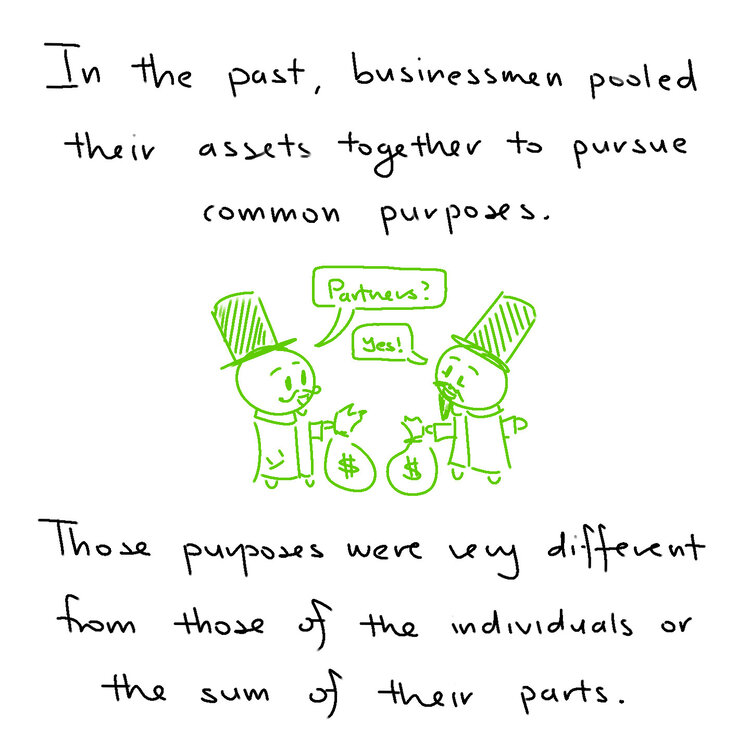 In the past, businessmen pooled
their assets together to pursue
common purposes.
Partners?
Yes!
$
$
Those purposes were very different
from those of the individuals or
the sum of their parts.